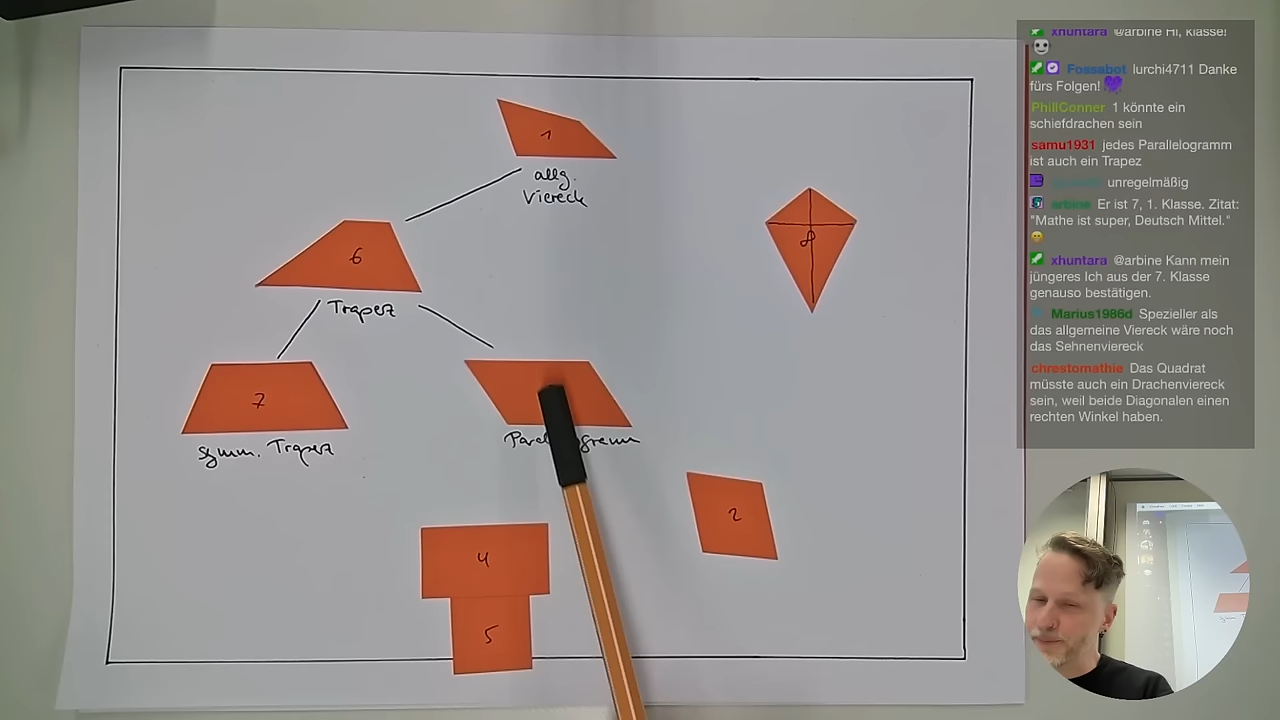 1
allg.
Viereck
6
Trapez
8
7
symm. Trapez
2
4
5
xhuntara @arbine Hi, klasse!
Fossabot lurchi4711 Danke
fürs Folgen!
PhillConner 1 könnte ein
schiefdrachen sein
samu1931 jedes Parallelogramm
ist auch ein Trapez
unregelmäßig
arbine Er ist 7, 1. Klasse. Zitat:
"Mathe ist super, Deutsch Mittel."
xhuntara @arbine Kann mein
jüngeres Ich aus der 7. Klasse
genauso bestätigen.
Marius1986d Spezieller als
das allgemeine Viereck wäre noch
das Sehnenviereck
chrestomathie Das Quadrat
müsste auch ein Drachenviereck
sein, weil beide Diagonalen einen
rechten Winkel haben.